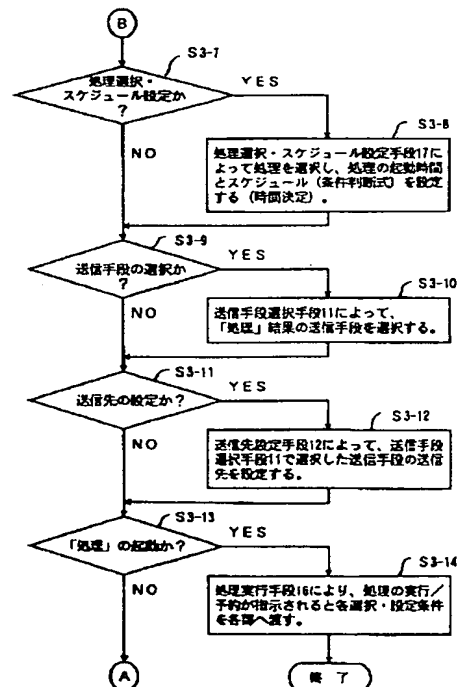 B
S3-7
処理選択・
スケジュール設定か
?
YES
NO
S3-8
処理選択・スケジュール設定手段17に
よって処理を選択し、処理の起動時間
とスケジュール（条件判断式）を設定
する（時間決定）。
S3-9
送信手段の選択か
?
YES
NO
S3-10
送信手段選択手段11によって、
「処理」結果の送信手段を選択する。
S3-11
送信先の設定か？
YES
NO
S3-12
送信先設定手段12によって、送信手段
選択手段11で選択した送信手段の送信
先を設定する。
S3-13
「処理」の起動か？
YES
NO
S3-14
処理実行手段16により、処理の実行／
予約が指示されると各選択・設定条件
を各部へ渡す。
A
終了